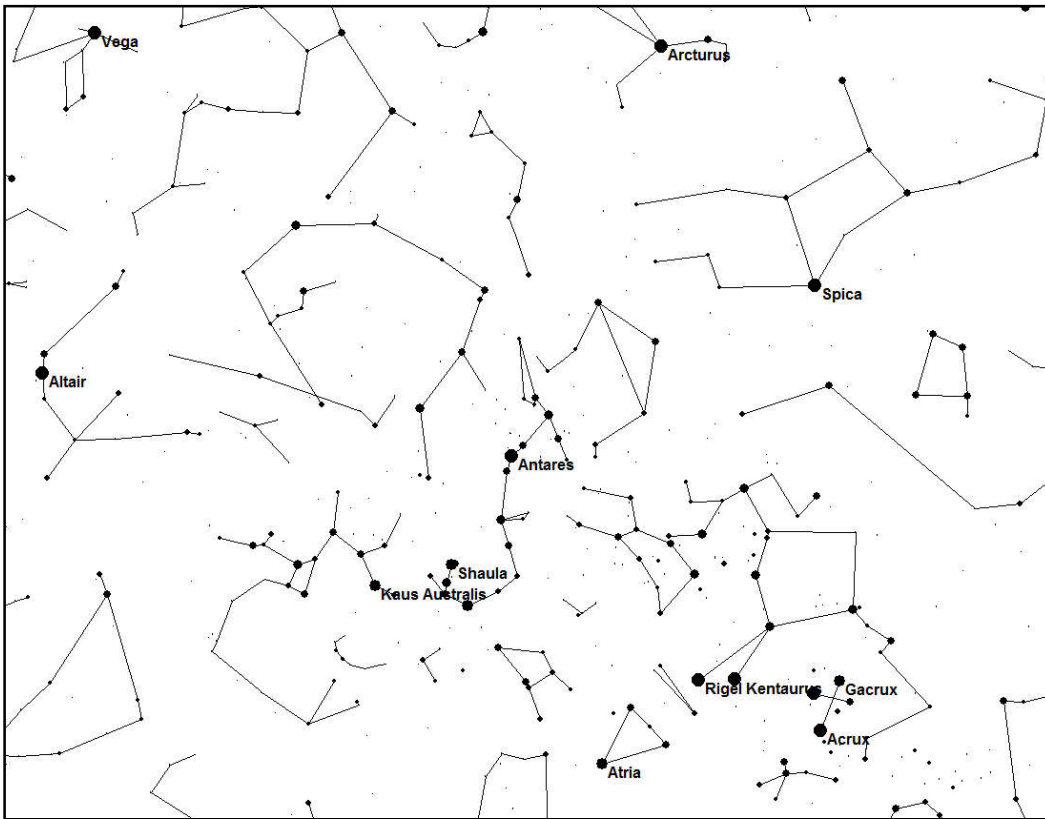 Vega
Arcturus
Spica
Altair
Antares
Shaula
Kaus Australis
Rigel Kentaurus
Gacrux
Acrux
Atria